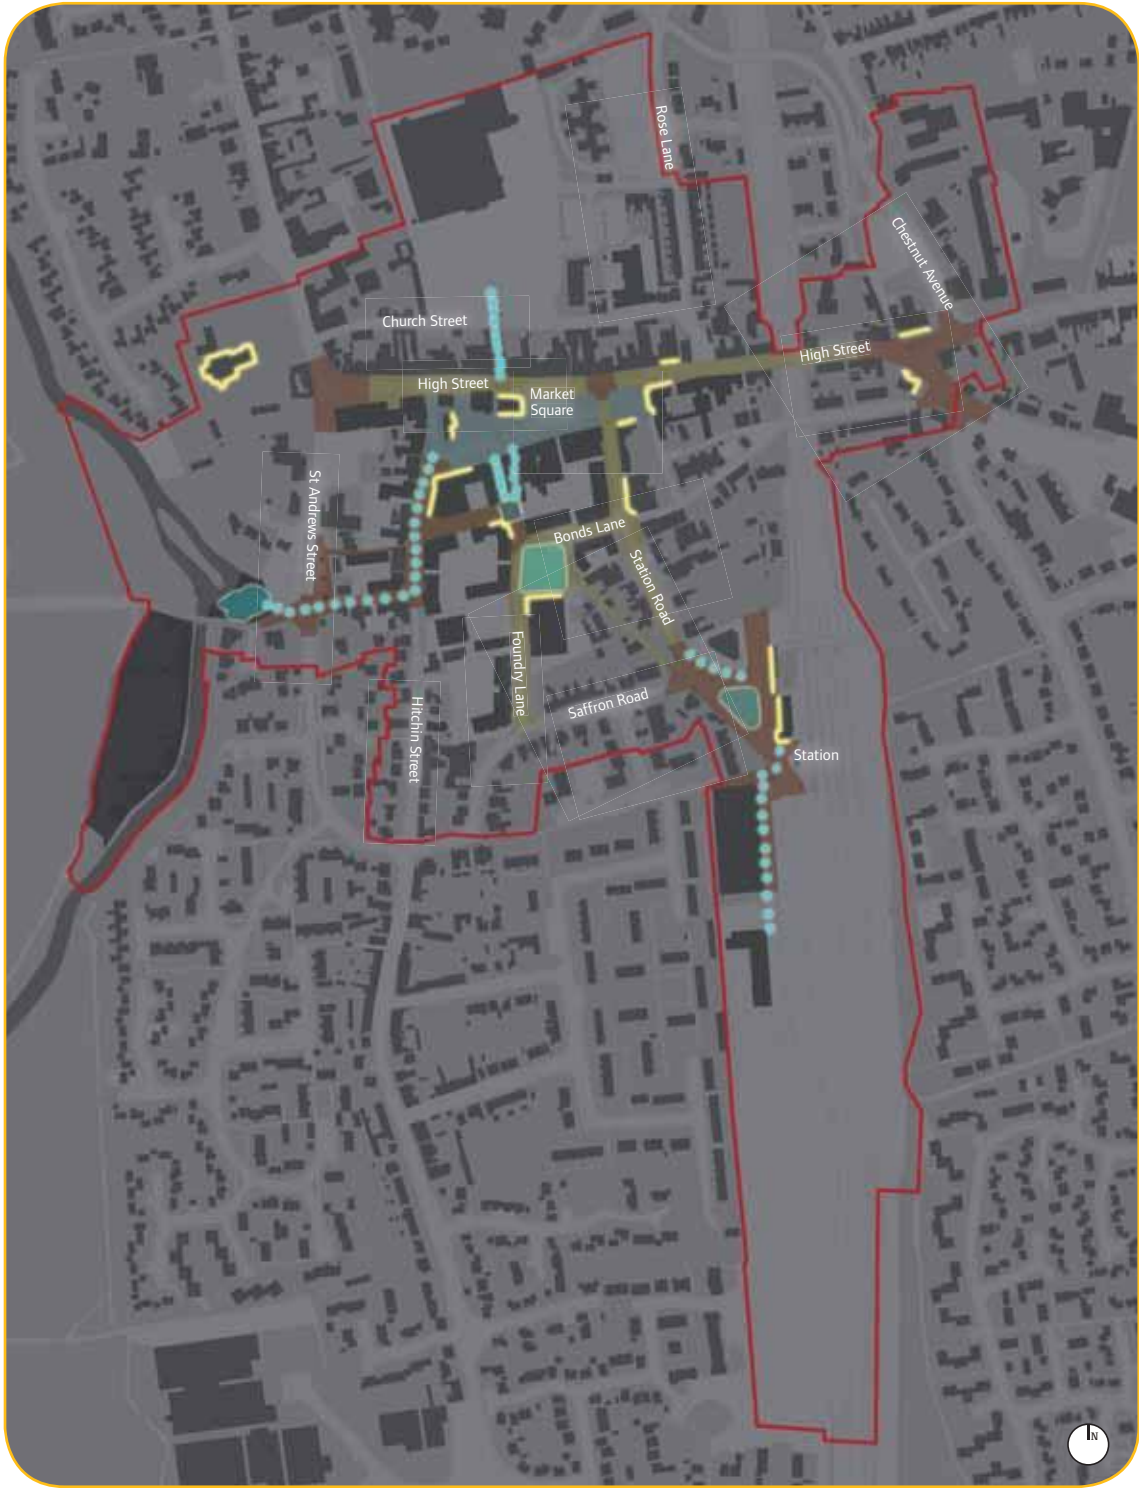 Rose Lane
Chestnut Avenue
Church Street
High Street
High Street
Market
Square
St Andrews Street
Bonds Lane
Station Road
Foundry Lane
Saffron Road
Hitchin Street
Station
N